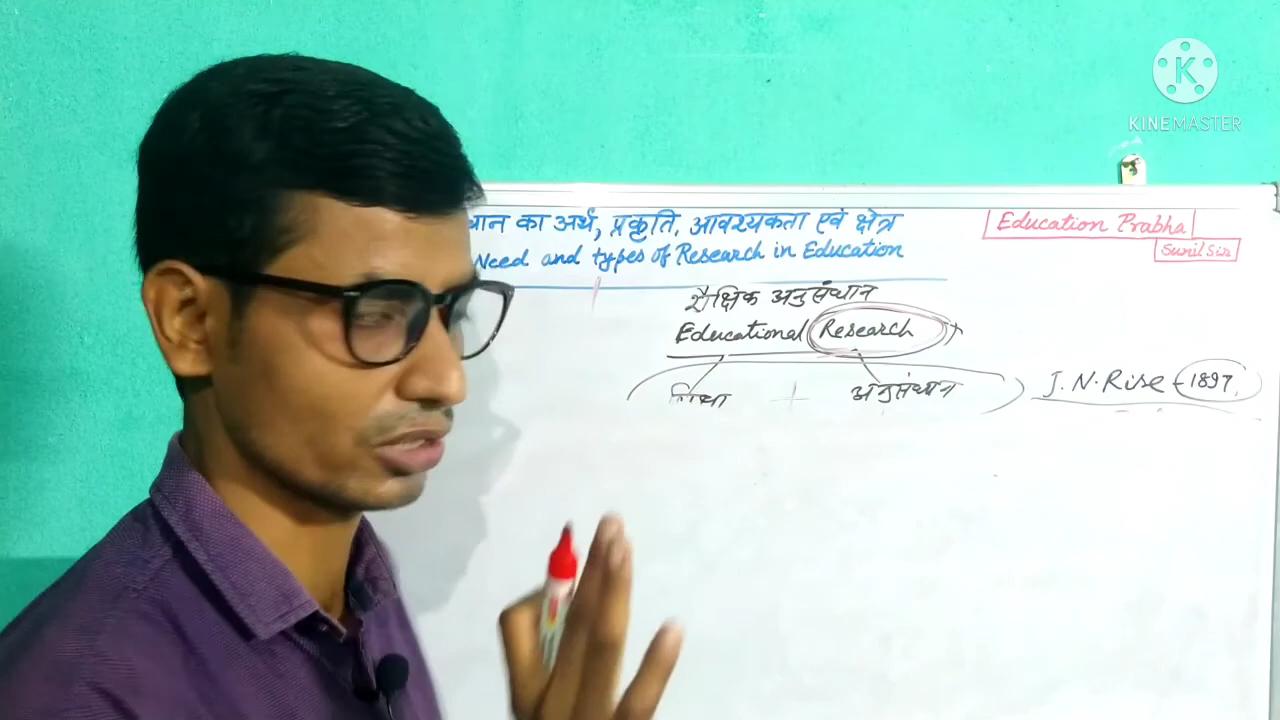 KINEMASTER
का अर्थ, प्रकृति, आवश्यकता एवं क्षेत्र
Need and types of Research in Education
Education Prabha
Sunil Sir
शैक्षिक अनुसंधान
Educational Research
शिक्षा + अनुसंधान
J. N. Rise - 1897